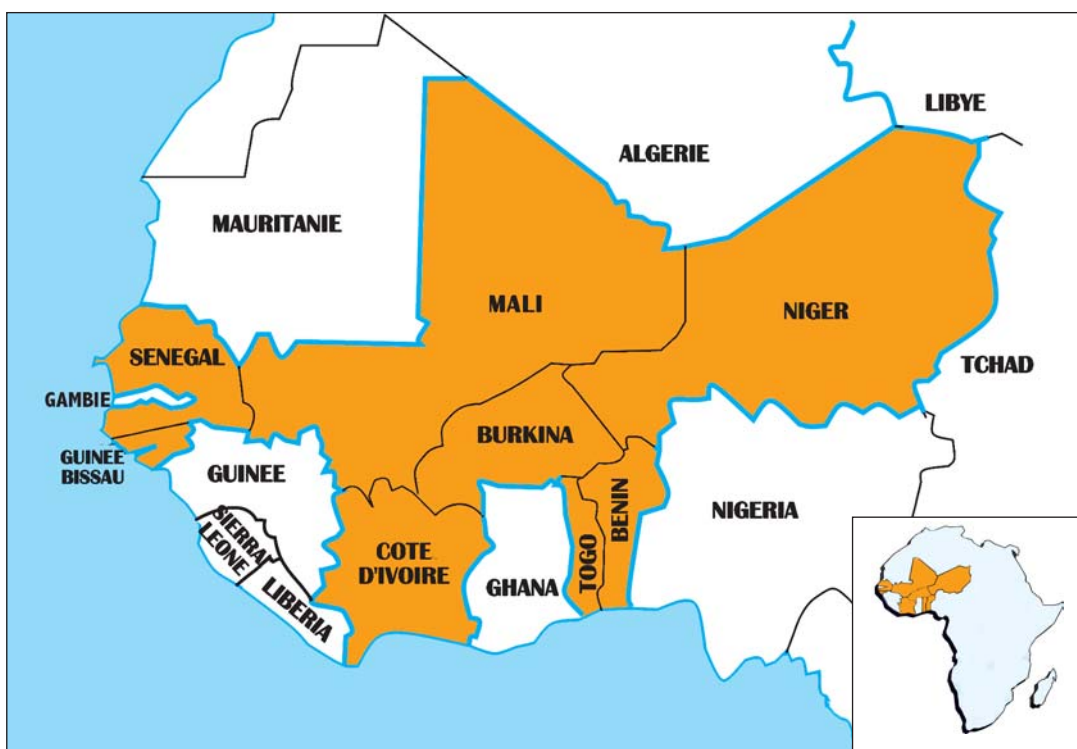 LIBYE
ALGERIE
MAURITANIE
MALI
NIGER
SENEGAL
TCHAD
GAMBIE
BURKINA
GUINÉE
BISSAU
GUINEE
NIGERIA
BENIN
SIERRA
LEONE
COTE
D'IVOIRE
TOGO
GHANA
LIBERIA